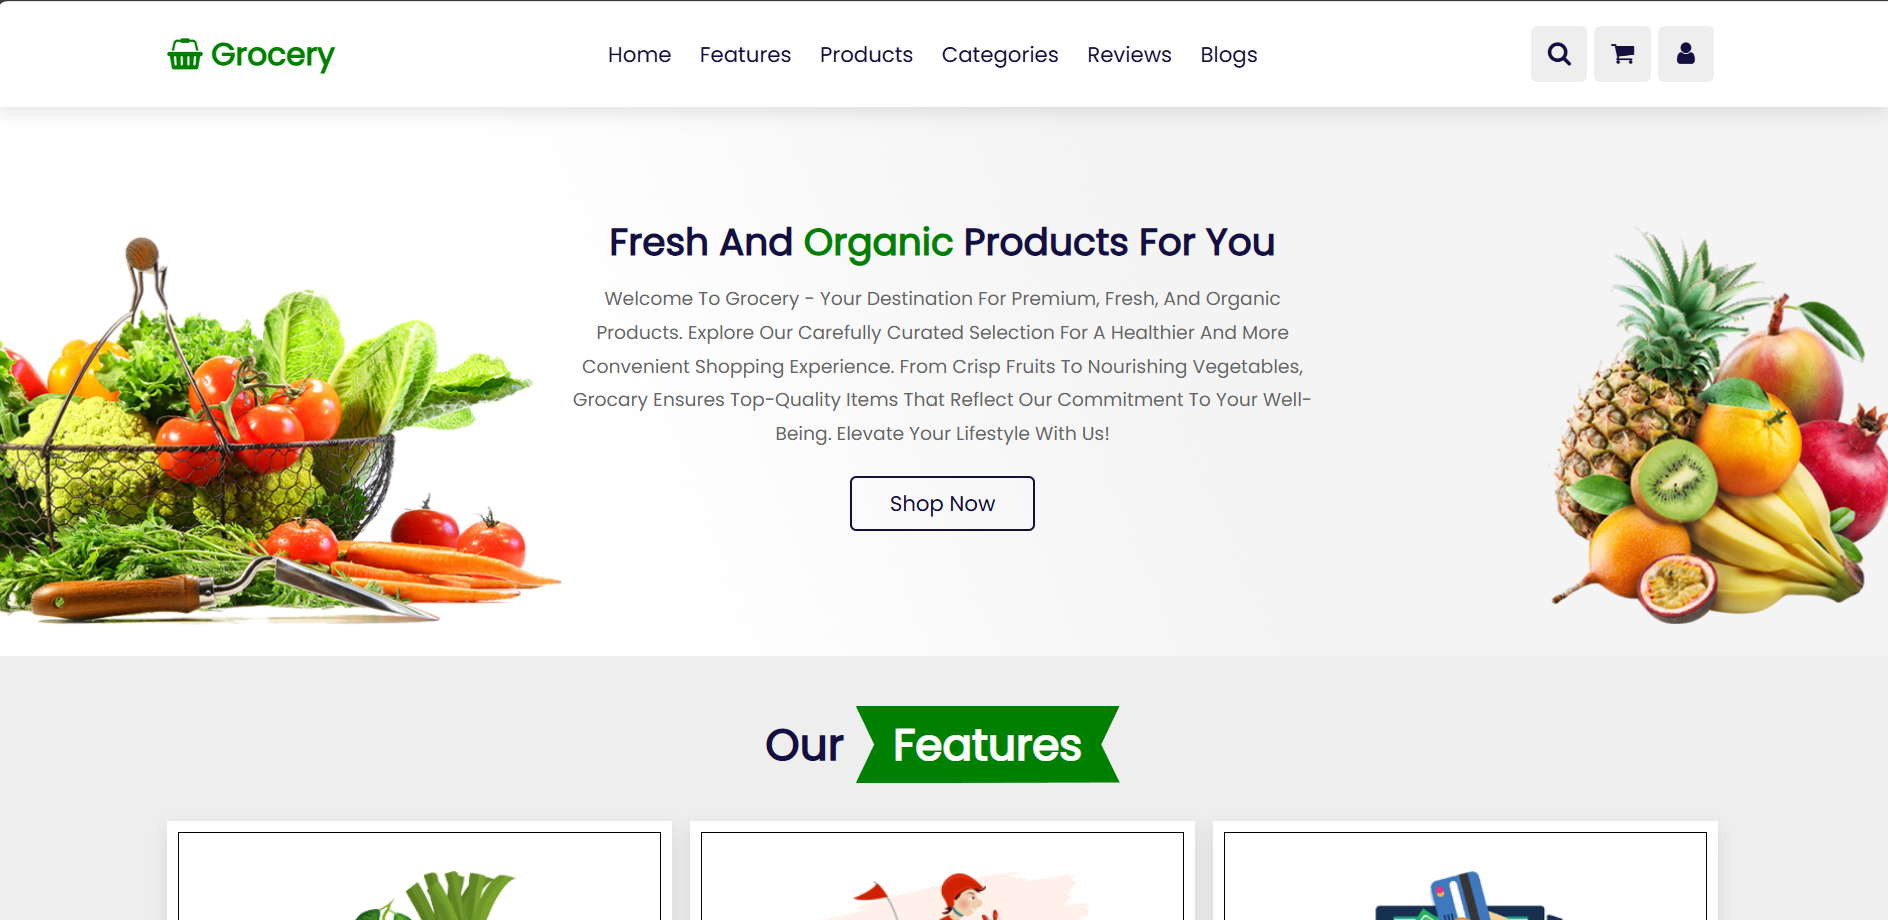 Grocery
Home Features Products Categories Reviews Blogs
Fresh And Organic Products For You
Welcome To Grocery - Your Destination For Premium, Fresh, And Organic
Products. Explore Our Carefully Curated Selection For A Healthier And More
Convenient Shopping Experience. From Crisp Fruits To Nourishing Vegetables,
Grocary Ensures Top-Quality Items That Reflect Our Commitment To Your Well-
Being. Elevate Your Lifestyle With Us!
Shop Now
Our Features